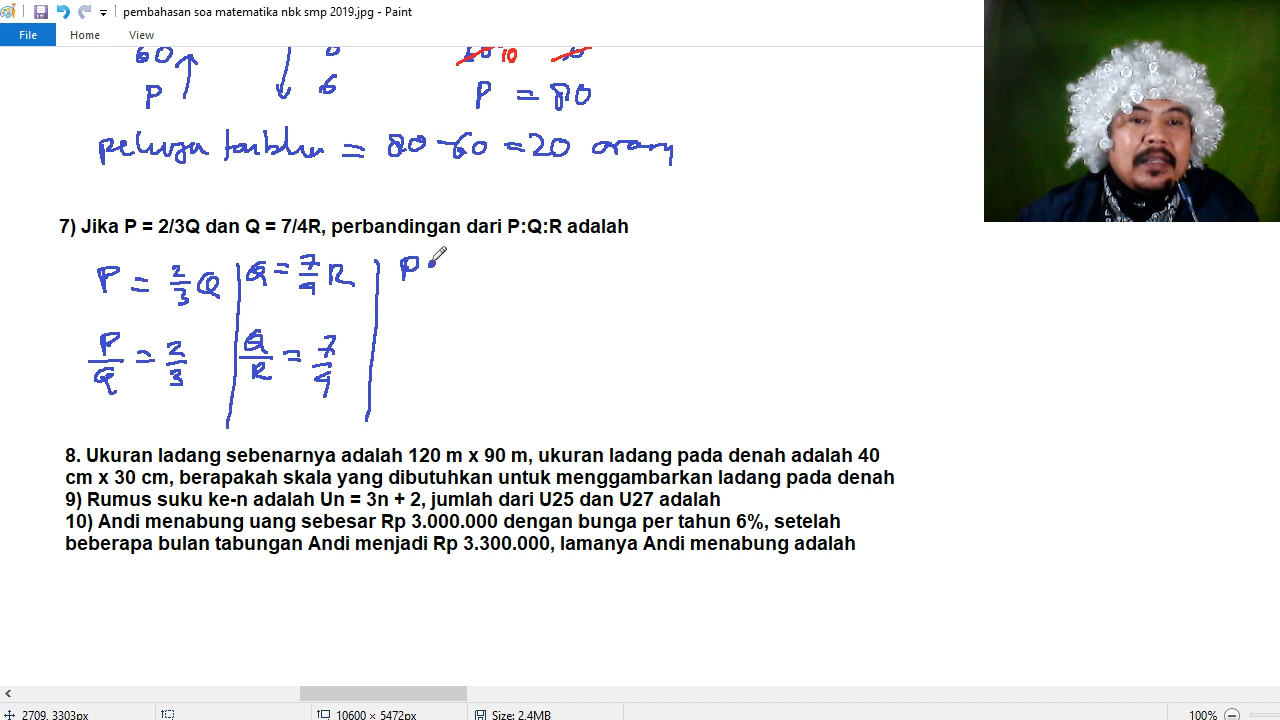 pembahasan soa matematika nbk smp 2019.jpg - Paint
File Home View
60 6 10
P 6 P = 80
80 - 60 = 20 orang
7) Jika P = 2/3Q dan Q = 7/4R, perbandingan dari P:Q:R adalah
P = 2/3 Q Q = 7/4 R P
P/Q = 2/3 Q/R = 7/4
8. Ukuran ladang sebenarnya adalah 120 m x 90 m, ukuran ladang pada denah adalah 40
cm x 30 cm, berapakah skala yang dibutuhkan untuk menggambarkan ladang pada denah
9) Rumus suku ke-n adalah Un = 3n + 2, jumlah dari U25 dan U27 adalah
10) Andi menabung uang sebesar Rp 3.000.000 dengan bunga per tahun 6%, setelah
beberapa bulan tabungan Andi menjadi Rp 3.300.000, lamanya Andi menabung adalah
2709, 3303px 10600 × 5472px Size: 2.4MB 100%